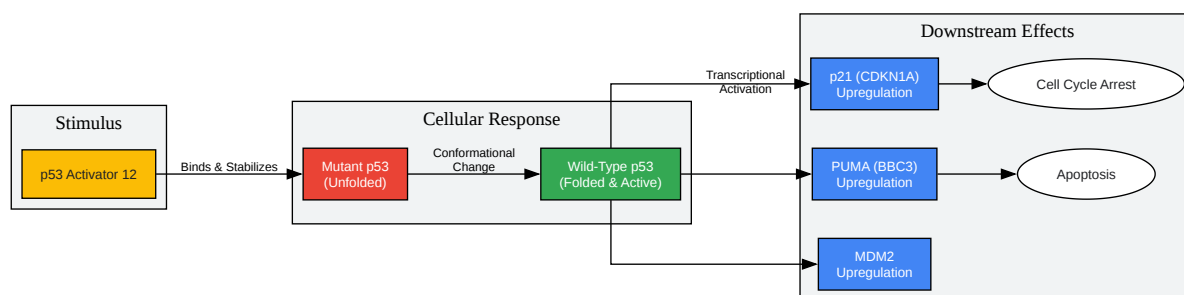 Downstream Effects
p21 (CDKN1A)
Upregulation
Cell Cycle Arrest
Transcriptional
Activation
Stimulus
Cellular Response
p53 Activator 12
Binds & Stabilizes
Mutant p53
(Unfolded)
Conformational
Change
Wild-Type p53
(Folded & Active)
PUMA (BBC3)
Upregulation
Apoptosis
MDM2
Upregulation